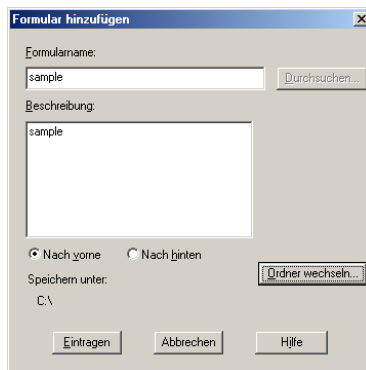 Formular hinzufügen
Formularname:
sample
Durchsuchen...
Beschreibung:
sample
Nach vorne Nach hinten
Ordner wechseln...
Speichern unter:
C:\
Eintragen Abbrechen Hilfe